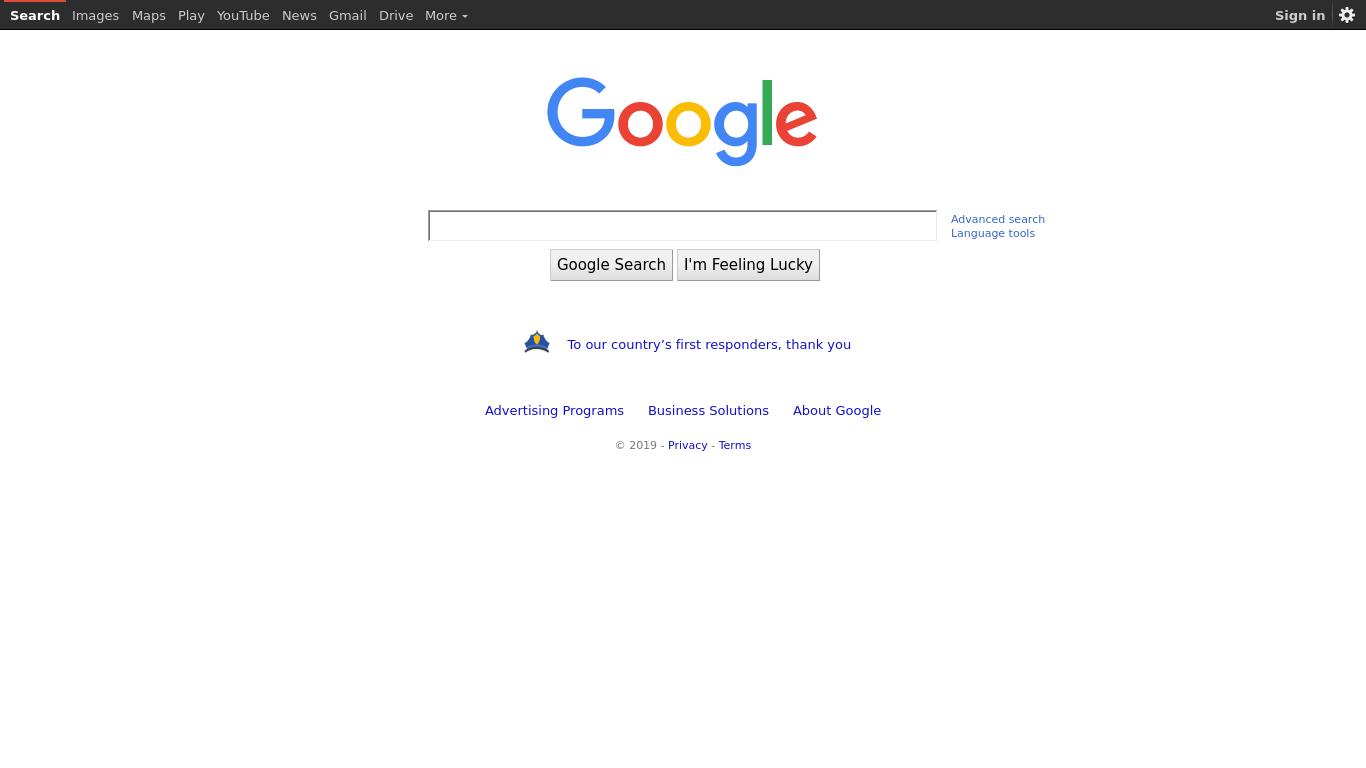 Search Images Maps Play YouTube News Gmail Drive More Sign in
Google
Advanced search
Language tools
Google Search I'm Feeling Lucky
To our country’s first responders, thank you
Advertising Programs Business Solutions About Google
© 2019 - Privacy - Terms